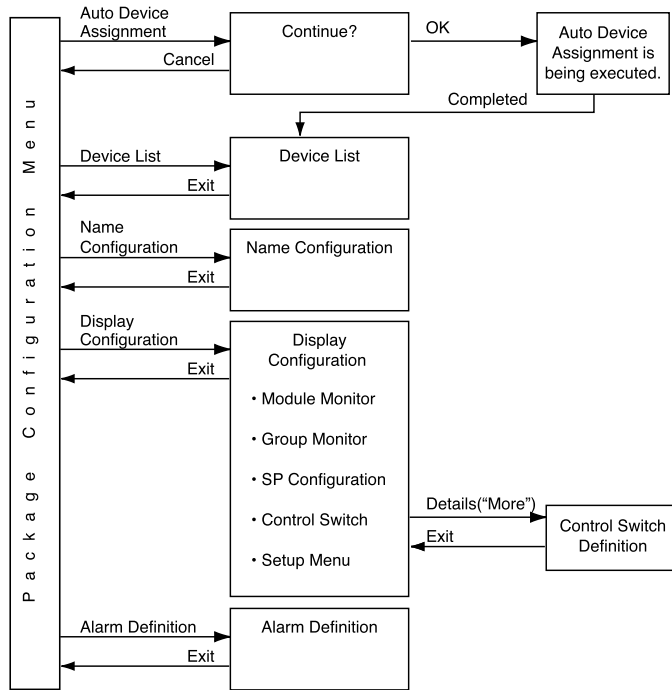 Package Configuration Menu
Auto Device
Assignment
Cancel
Continue?
OK
Auto Device
Assignment is
being executed.
Completed
Device List
Exit
Device List
Name
Configuration
Exit
Name Configuration
Display
Configuration
Exit
Display
Configuration
• Module Monitor
• Group Monitor
• SP Configuration
• Control Switch
• Setup Menu
Details(“More”)
Exit
Control Switch
Definition
Alarm Definition
Exit
Alarm Definition